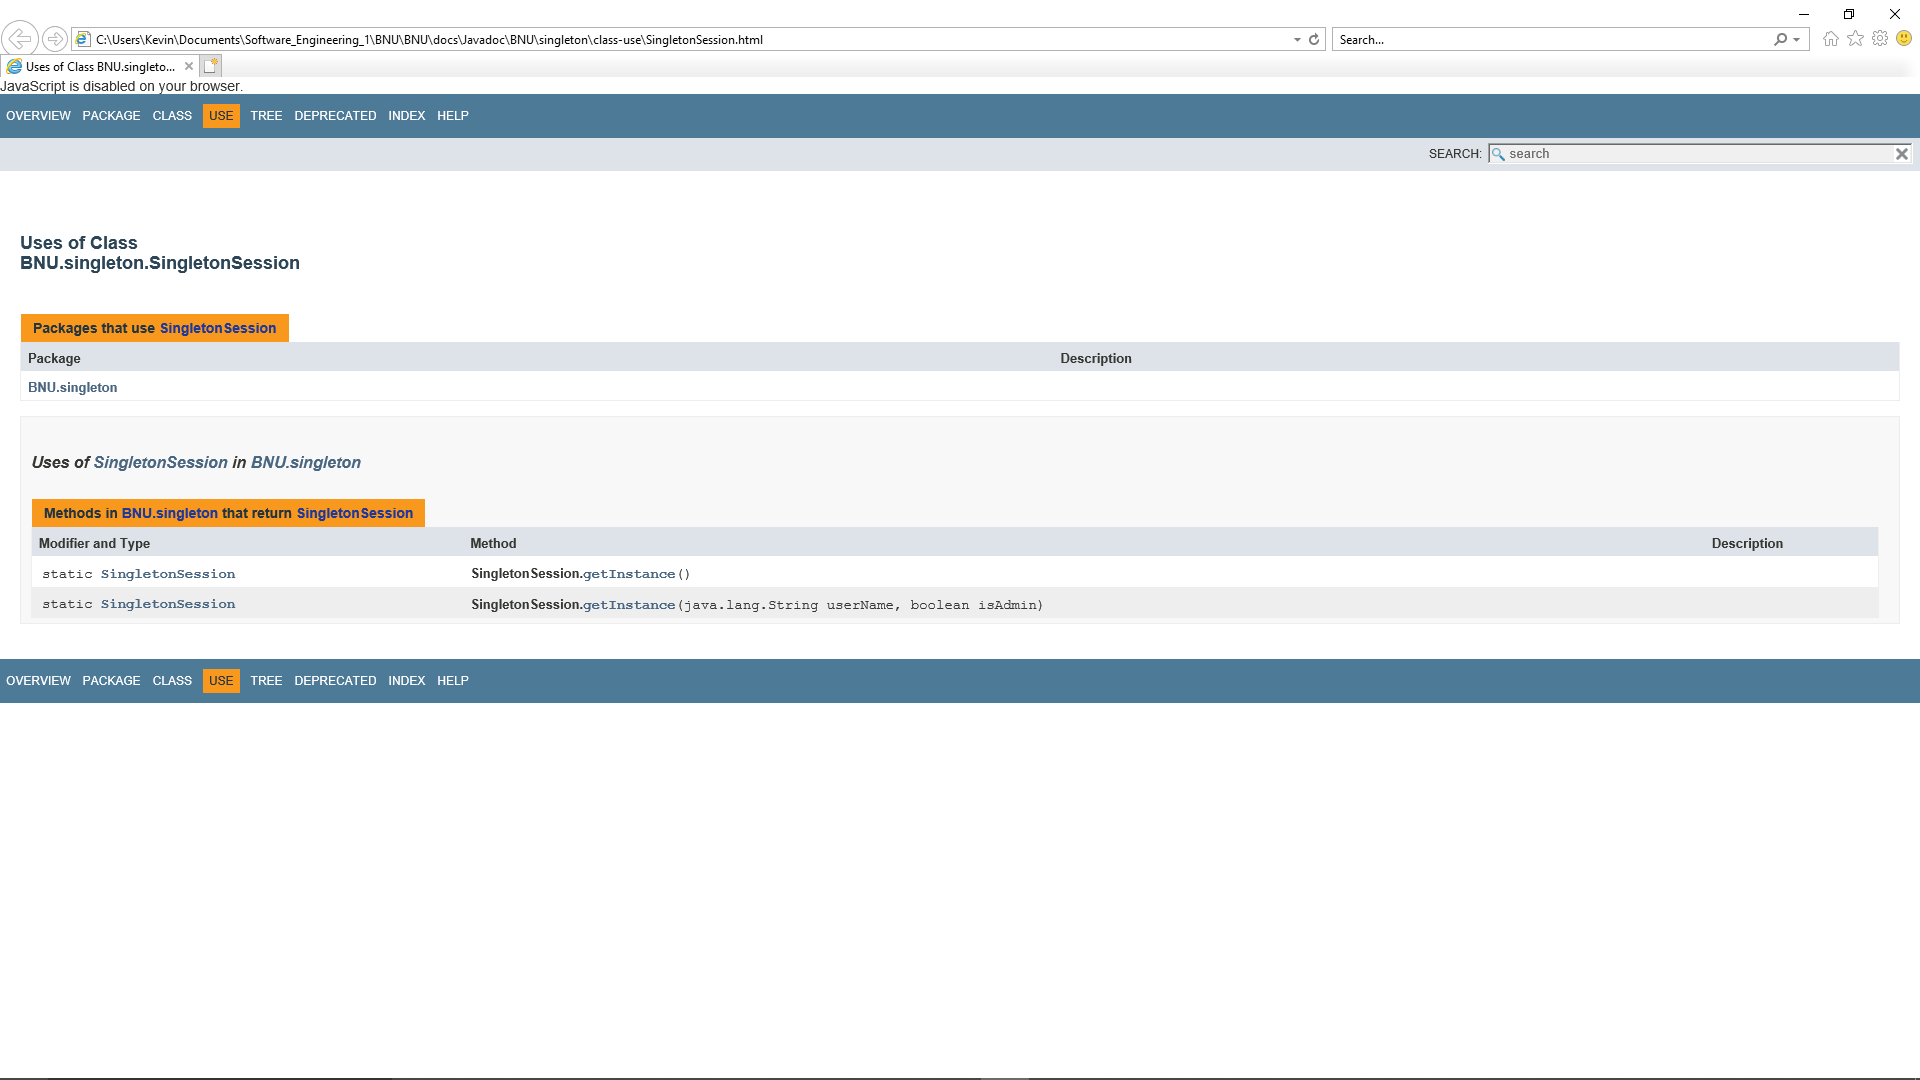 C:\Users\Kevin\Documents\Software_Engineering_1\BNU\BNU\docs\Javadoc\BNU\singleton\class-use\SingletonSession.html
Search...
Uses of Class BNU.singleto...
JavaScript is disabled on your browser.
OVERVIEW PACKAGE CLASS USE TREE DEPRECATED INDEX HELP
SEARCH: search
Uses of Class
BNU.singleton.SingletonSession
Packages that use SingletonSession
Package Description
BNU.singleton
Uses of SingletonSession in BNU.singleton
Methods in BNU.singleton that return SingletonSession
Modifier and Type Method Description
static SingletonSession SingletonSession.getInstance()
static SingletonSession SingletonSession.getInstance(java.lang.String userName, boolean isAdmin)
OVERVIEW PACKAGE CLASS USE TREE DEPRECATED INDEX HELP